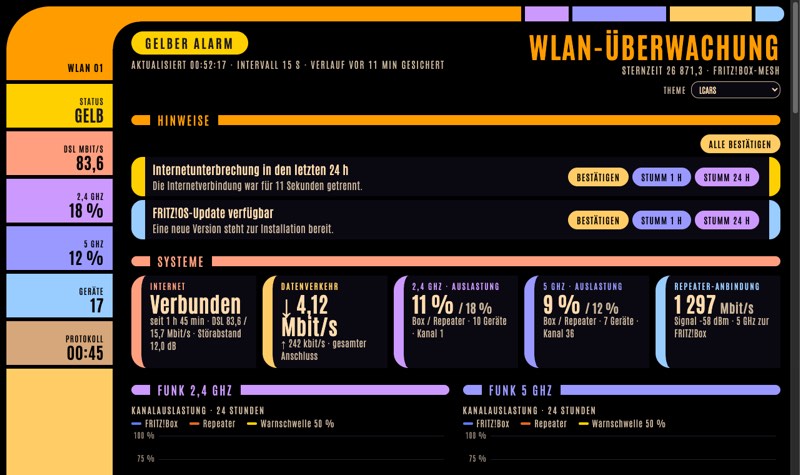 WLAN 01
STATUS
GELB
DSL MBIT/S
83,6
2,4 GHZ
18 %
5 GHZ
12 %
GERÄTE
17
PROTOKOLL
00:45
GELBER ALARM
AKTUALISIERT 00:52:17 · INTERVALL 15 S · VERLAUF VOR 11 MIN GESICHERT
WLAN-ÜBERWACHUNG
STERNZEIT 26 871,3 · FRITZ!BOX-MESH
THEME LCARS
HINWEISE
ALLE BESTÄTIGEN
Internetunterbrechung in den letzten 24 h
Die Internetverbindung war für 11 Sekunden getrennt.
BESTÄTIGEN STUMM 1 H STUMM 24 H
FRITZ!OS-Update verfügbar
Eine neue Version steht zur Installation bereit.
BESTÄTIGEN STUMM 1 H STUMM 24 H
SYSTEME
INTERNET
Verbunden
seit 1 h 45 min · DSL 83,6 /
15,7 Mbit/s · Störabstand
12,0 dB
DATENVERKEHR
↓ 4,12
Mbit/s
↑ 242 kbit/s · gesamter
Anschluss
2,4 GHZ · AUSLASTUNG
11 % / 18 %
Box / Repeater · 10 Geräte
· Kanal 1
5 GHZ · AUSLASTUNG
9 % / 12 %
Box / Repeater · 7 Geräte ·
Kanal 36
REPEATER-ANBINDUNG
1 297 Mbit/s
Signal -58 dBm · 5 GHz zur
FRITZ!Box
FUNK 2,4 GHZ
KANALAUSLASTUNG · 24 STUNDEN
FRITZ!Box Repeater Warnschwelle 50 %
100 %
75 %
FUNK 5 GHZ
KANALAUSLASTUNG · 24 STUNDEN
FRITZ!Box Repeater Warnschwelle 50 %
100 %
75 %